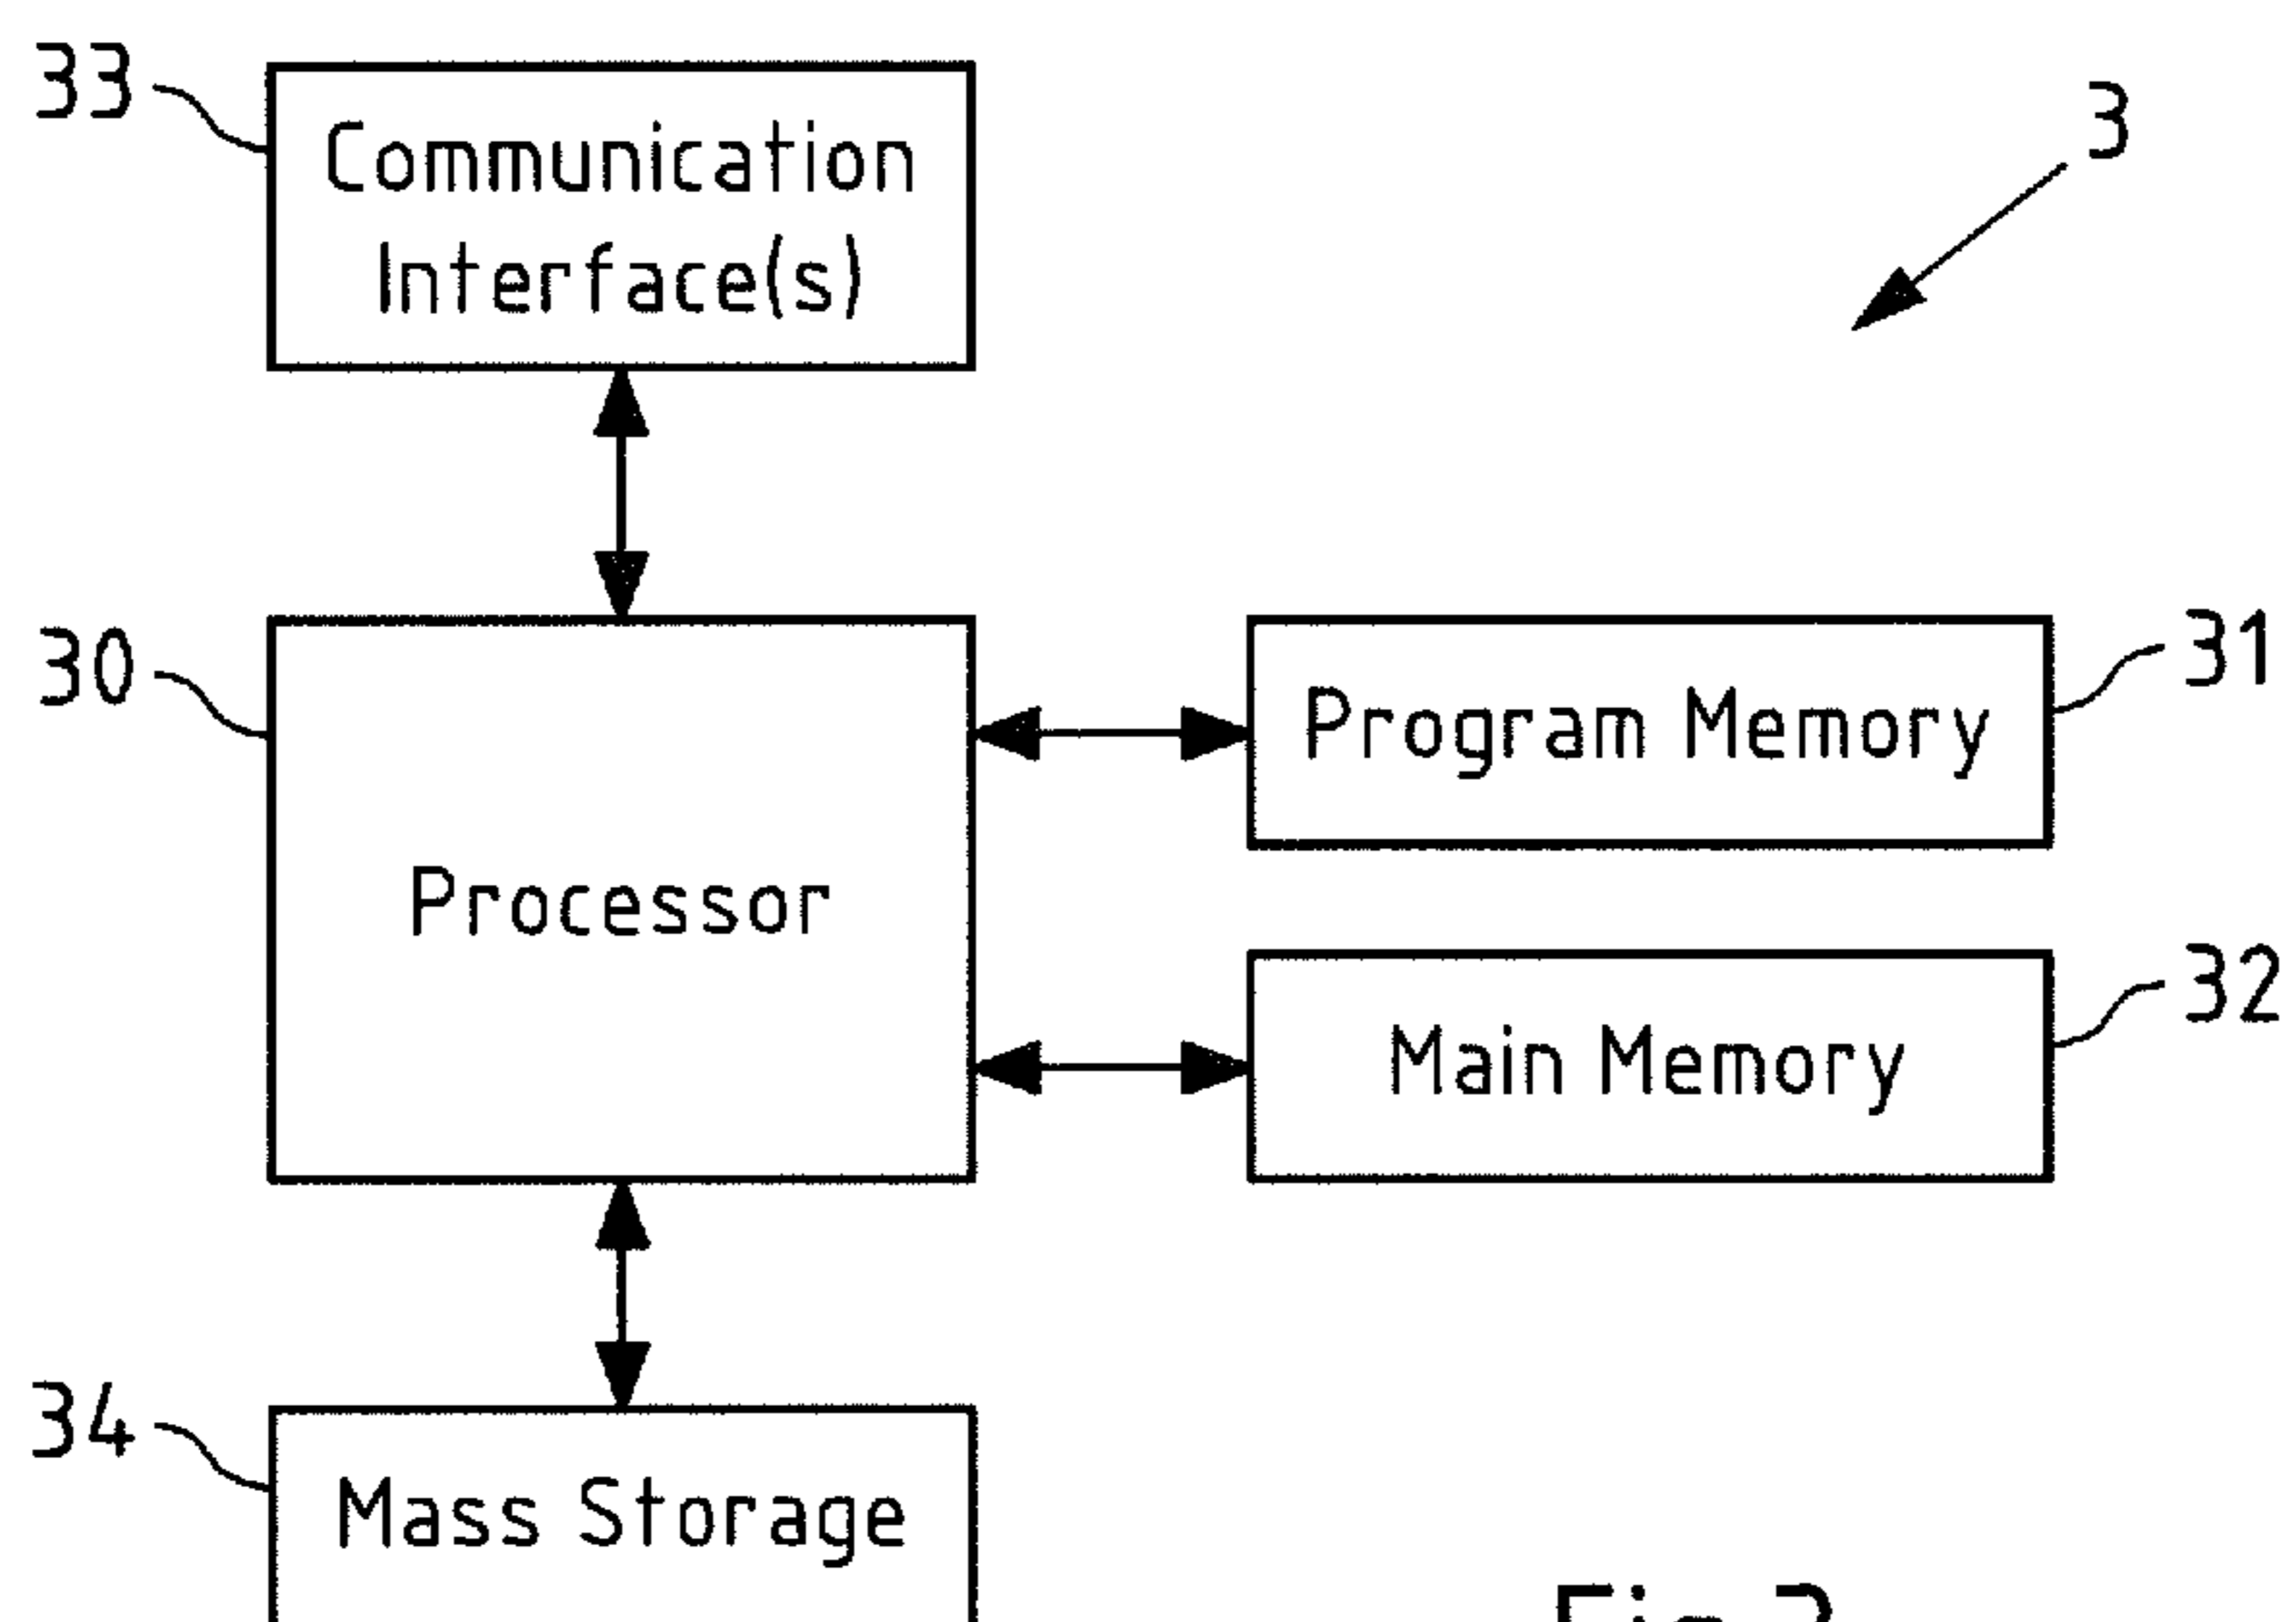 33
Communication
Interface(s)
3
30
Processor
31
Program Memory
32
Main Memory
34
Mass Storage